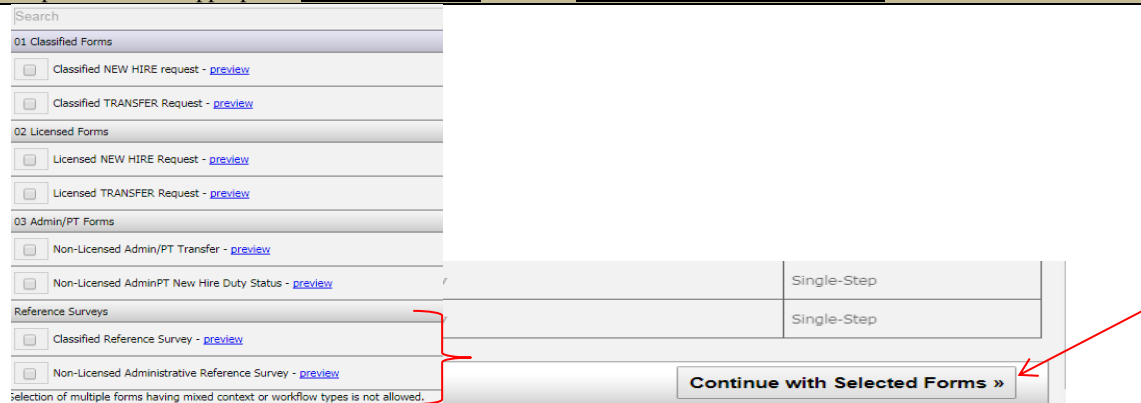 Search
01 Classified Forms
Classified NEW HIRE request - preview
Classified TRANSFER Request - preview
02 Licensed Forms
Licensed NEW HIRE Request - preview
Licensed TRANSFER Request - preview
03 Admin/PT Forms
Non-Licensed Admin/PT Transfer - preview
Non-Licensed AdminPT New Hire Duty Status - preview
Single-Step
Reference Surveys
Single-Step
Classified Reference Survey - preview
Non-Licensed Administrative Reference Survey - preview
Continue with Selected Forms »
Selection of multiple forms having mixed context or workflow types is not allowed.